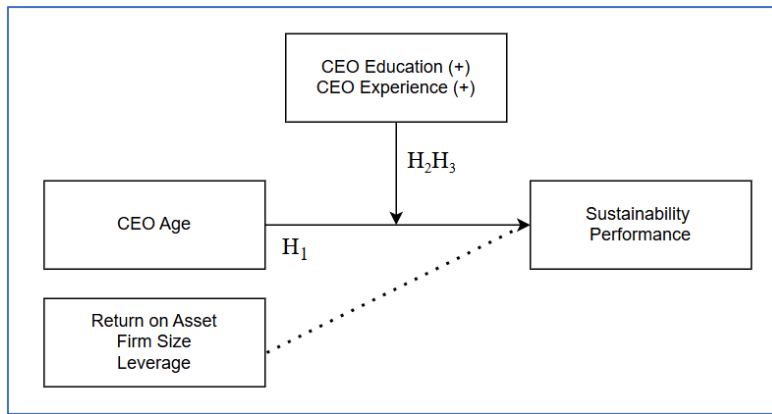 CEO Education (+)
CEO Experience (+)
H₂H₃
CEO Age
H₁
Sustainability
Performance
Return on Asset
Firm Size
Leverage